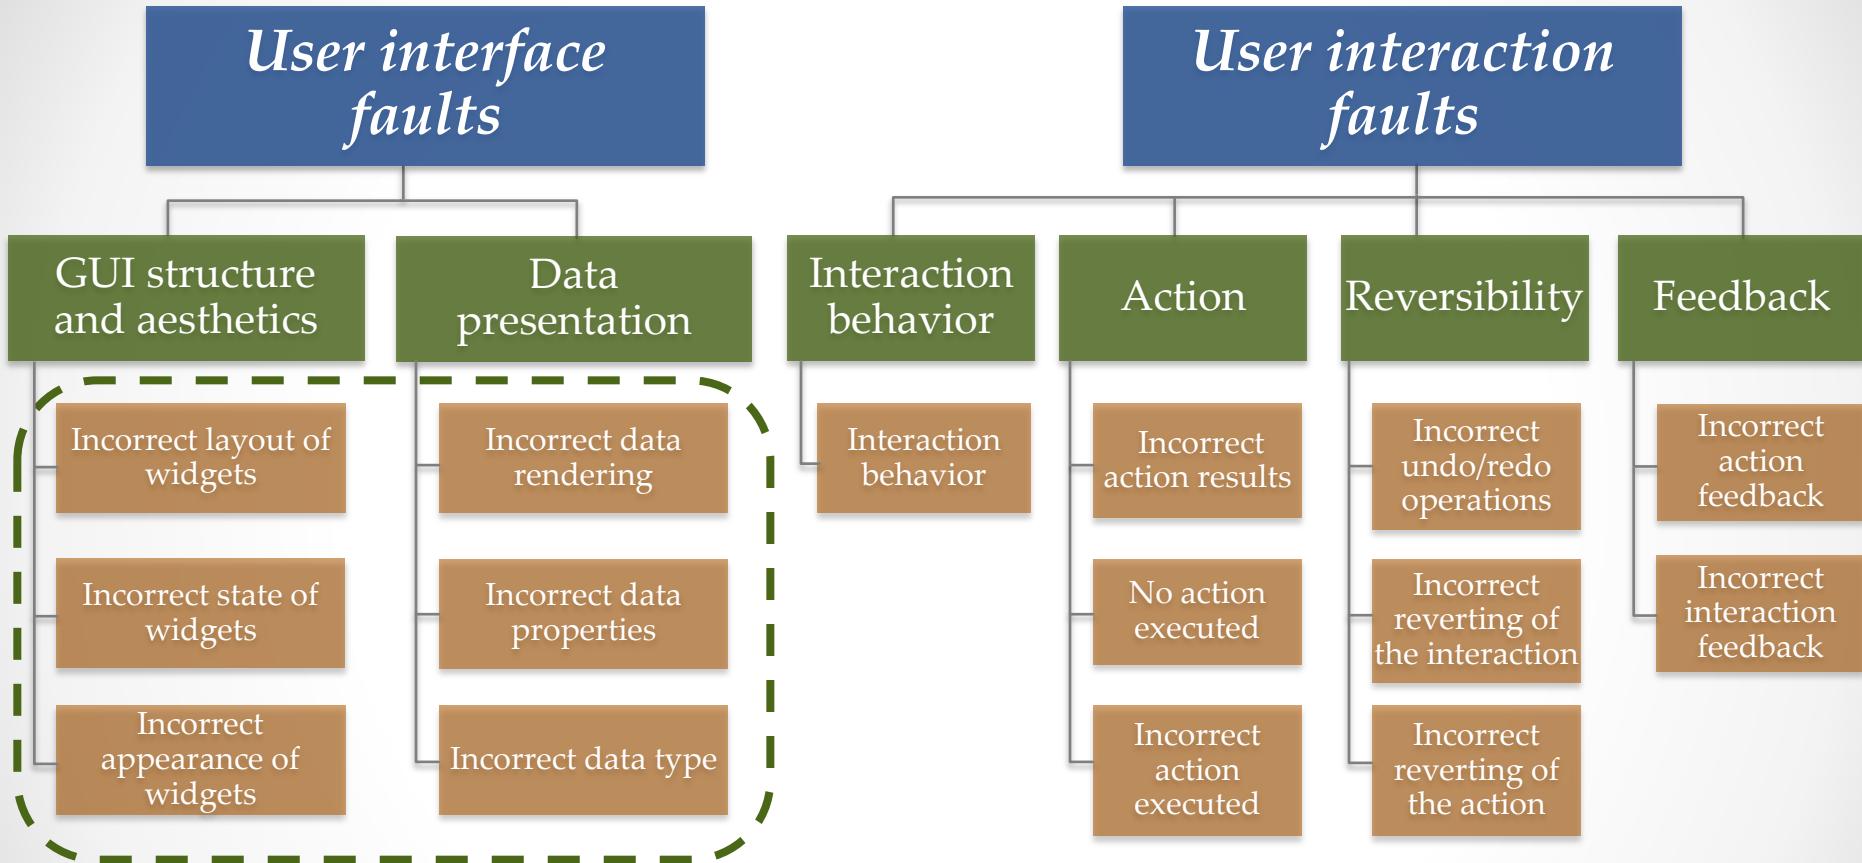 User interface
faults
User interaction
faults
GUI structure
and aesthetics
Data
presentation
Interaction
behavior
Action
Reversibility
Feedback
Incorrect layout of
widgets
Incorrect state of
widgets
Incorrect
appearance of
widgets
Incorrect data
rendering
Incorrect data
properties
Incorrect data type
Interaction
behavior
Incorrect
action results
No action
executed
Incorrect
action
executed
Incorrect
undo/redo
operations
Incorrect
reverting of
the interaction
Incorrect
reverting of
the action
Incorrect
action
feedback
Incorrect
interaction
feedback